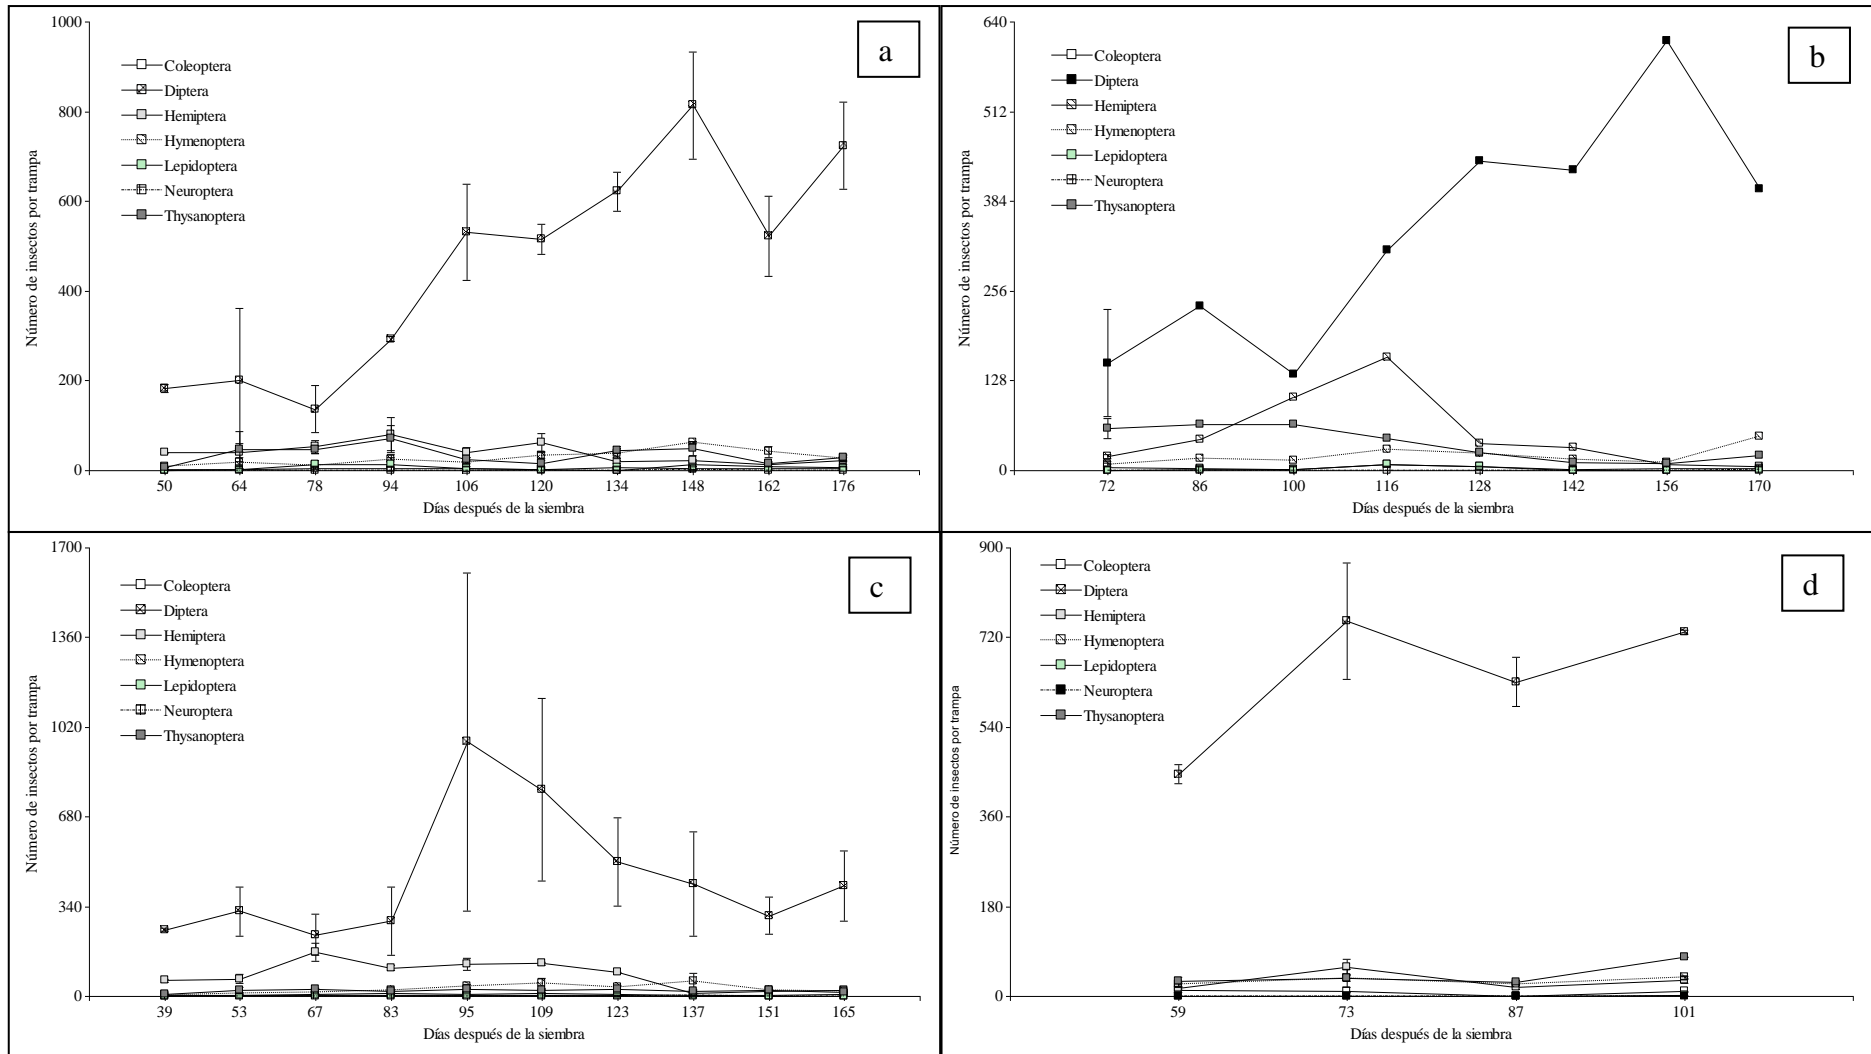 a
1000
800
600
400
200
0
Número de insectos por trampa
Coleoptera
Diptera
Hemiptera
Hymenoptera
Lepidoptera
Neuroptera
Thysanoptera
50 64 78 94 106 120 134 148 162 176
Días después de la siembra
b
640
512
384
256
128
0
Número de insectos por trampa
Coleoptera
Diptera
Hemiptera
Hymenoptera
Lepidoptera
Neuroptera
Thysanoptera
72 86 100 116 128 142 156 170
Días después de la siembra
c
1700
1360
1020
680
340
0
Número de insectos por trampa
Coleoptera
Diptera
Hemiptera
Hymenoptera
Lepidoptera
Neuroptera
Thysanoptera
39 53 67 83 95 109 123 137 151 165
Días después de la siembra
d
900
720
540
360
180
0
Número de insectos por trampa
Coleoptera
Diptera
Hemiptera
Hymenoptera
Lepidoptera
Neuroptera
Thysanoptera
59 73 87 101
Días después de la siembra